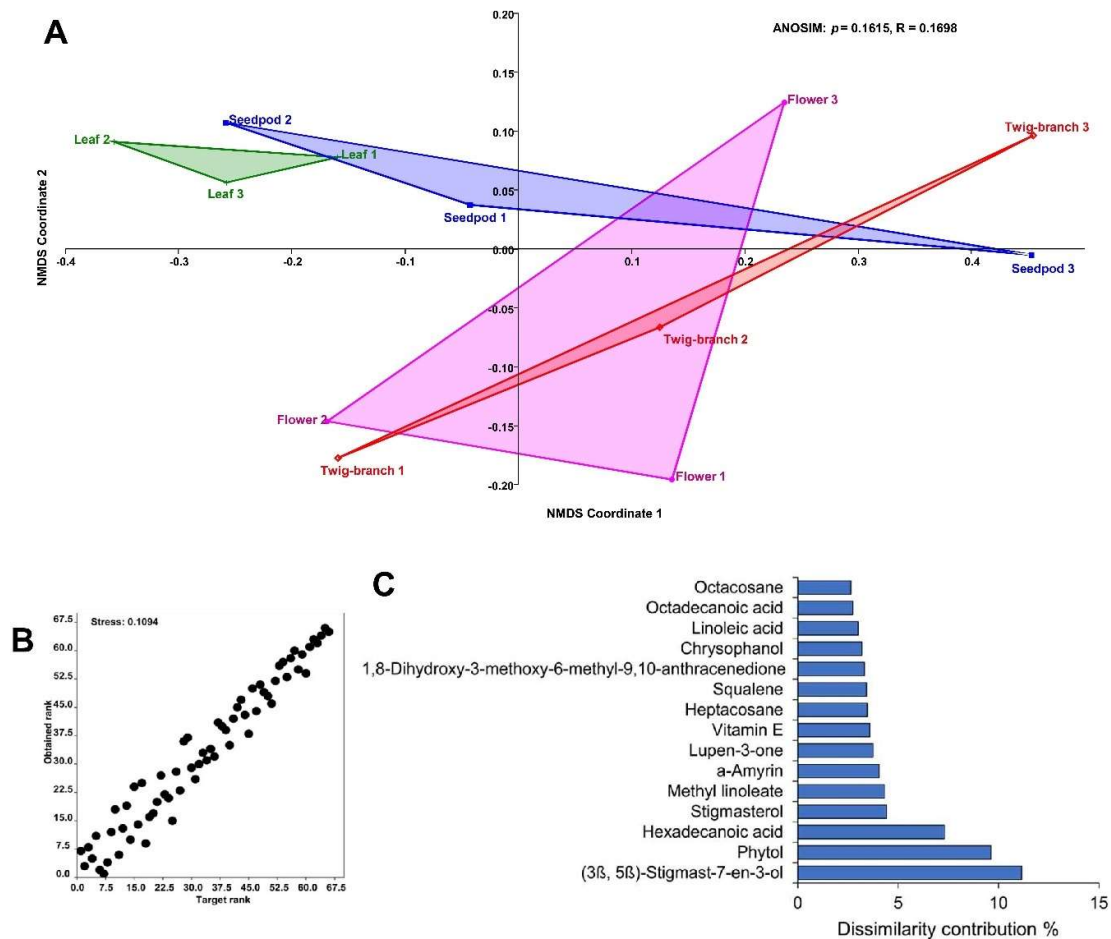 A
ANOSIM: p = 0.1615, R = 0.1698
0.20
0.15
0.10
0.05
0.00
-0.05
-0.10
-0.15
-0.20
-0.4
-0.3
-0.2
-0.1
0.1
0.2
0.3
0.4
NMDS Coordinate 2
NMDS Coordinate 1
Seedpod 2
Leaf 2
Leaf 1
Leaf 3
Seedpod 1
Flower 3
Twig-branch 3
Seedpod 3
Twig-branch 2
Flower 2
Twig-branch 1
Flower 1
B
Stress: 0.1094
67.5
60.0
52.5
45.0
37.5
30.0
22.5
15.0
7.5
0.0
Obtained rank
0.0 7.5 15.0 22.5 30.0 37.5 45.0 52.5 60.0 67.5
Target rank
C
Octacosane
Octadecanoic acid
Linoleic acid
Chrysophanol
1,8-Dihydroxy-3-methoxy-6-methyl-9,10-anthracenedione
Squalene
Heptacosane
Vitamin E
Lupen-3-one
a-Amyrin
Methyl linoleate
Stigmasterol
Hexadecanoic acid
Phytol
(3ß, 5ß)-Stigmast-7-en-3-ol
0 5 10 15
Dissimilarity contribution %